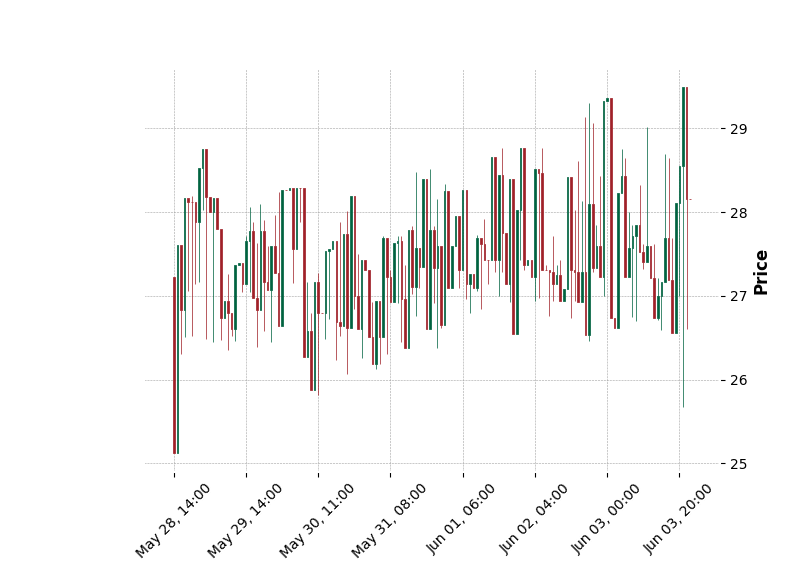 29
28
27
26
25
Price
May 28, 14:00
May 29, 14:00
May 30, 11:00
May 31, 08:00
Jun 01, 06:00
Jun 02, 04:00
Jun 03, 00:00
Jun 03, 20:00